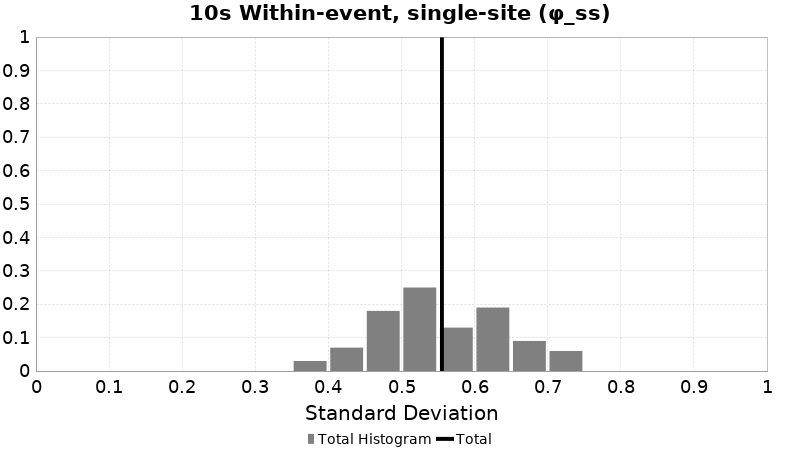 10s Within-event, single-site (φ_ss)
1
0.9
0.8
0.7
0.6
0.5
0.4
0.3
0.2
0.1
0
0 0.1 0.2 0.3 0.4 0.5 0.6 0.7 0.8 0.9 1
Standard Deviation
Total Histogram Total